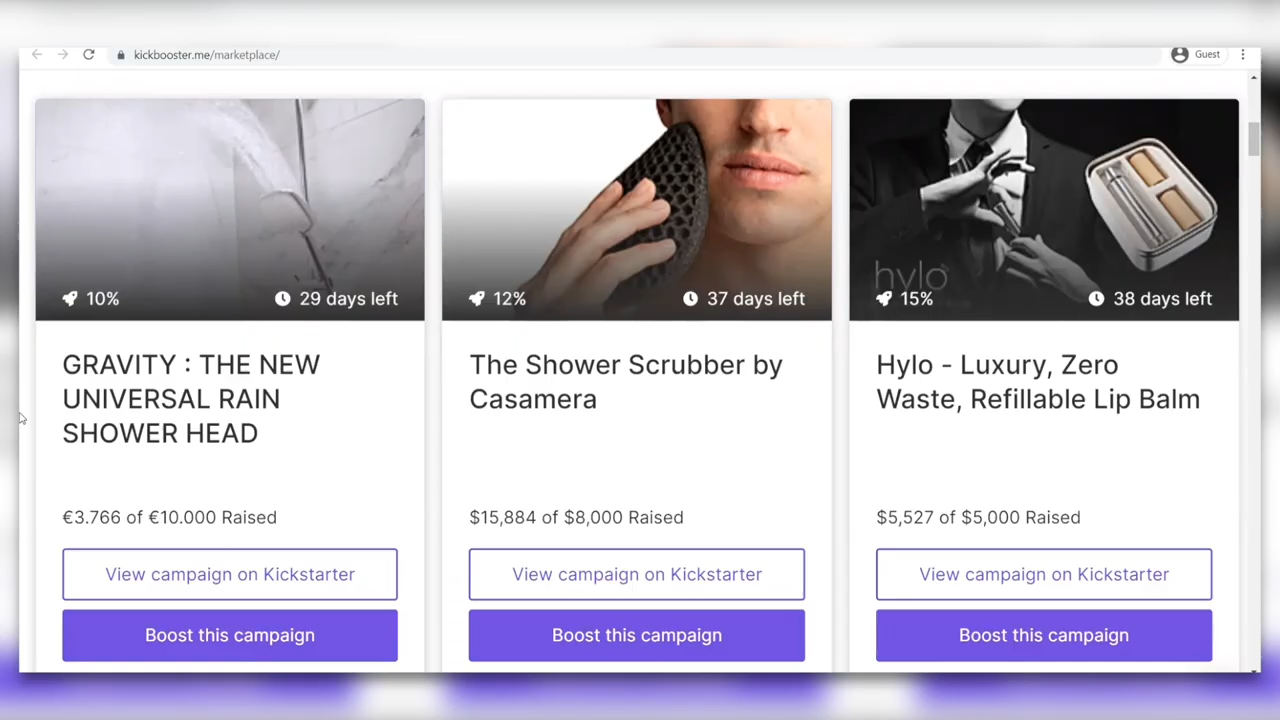 kickbooster.me/marketplace/
Guest
10%
29 days left
12%
37 days left
hylo
15%
38 days left
GRAVITY : THE NEW
UNIVERSAL RAIN
SHOWER HEAD
The Shower Scrubber by
Casamera
Hylo - Luxury, Zero
Waste, Refillable Lip Balm
€3.766 of €10.000 Raised
$15,884 of $8,000 Raised
$5,527 of $5,000 Raised
View campaign on Kickstarter
View campaign on Kickstarter
View campaign on Kickstarter
Boost this campaign
Boost this campaign
Boost this campaign